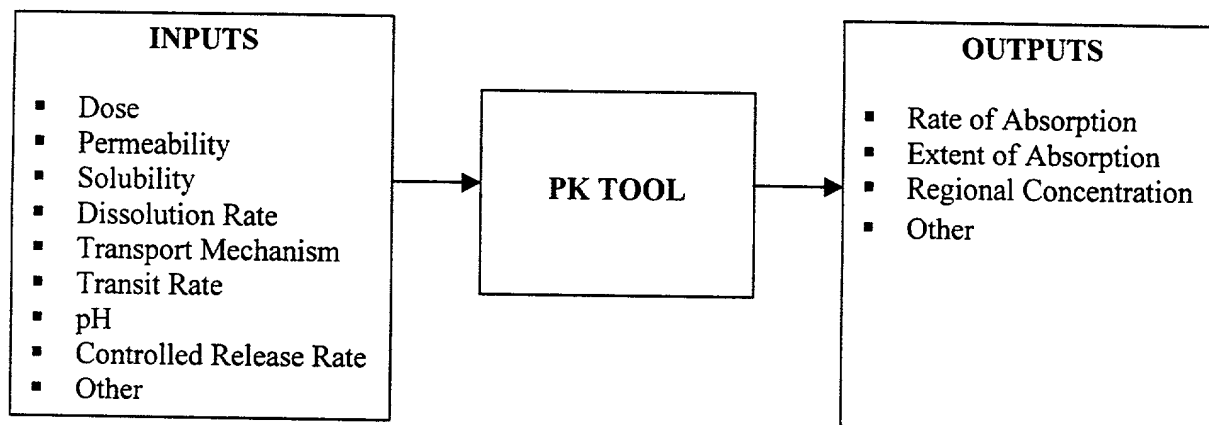 INPUTS
▪ Dose
▪ Permeability
▪ Solubility
▪ Dissolution Rate
▪ Transport Mechanism
▪ Transit Rate
▪ pH
▪ Controlled Release Rate
▪ Other
PK TOOL
OUTPUTS
▪ Rate of Absorption
▪ Extent of Absorption
▪ Regional Concentration
▪ Other